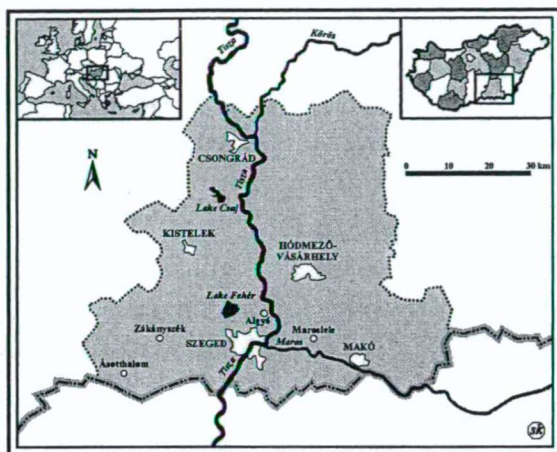 Tisza
Körös
N
0 10 20 30 km
CSONGRÁD
Tisza
Lake Csaj
KISTELEK
HÓDMEZŐ-
VÁSÁRHELY
Lake Fehér
Algyő
Zákányszék
SZEGED
Maroslele
Maros
MAKÓ
Ásotthalom
Tisza
sk